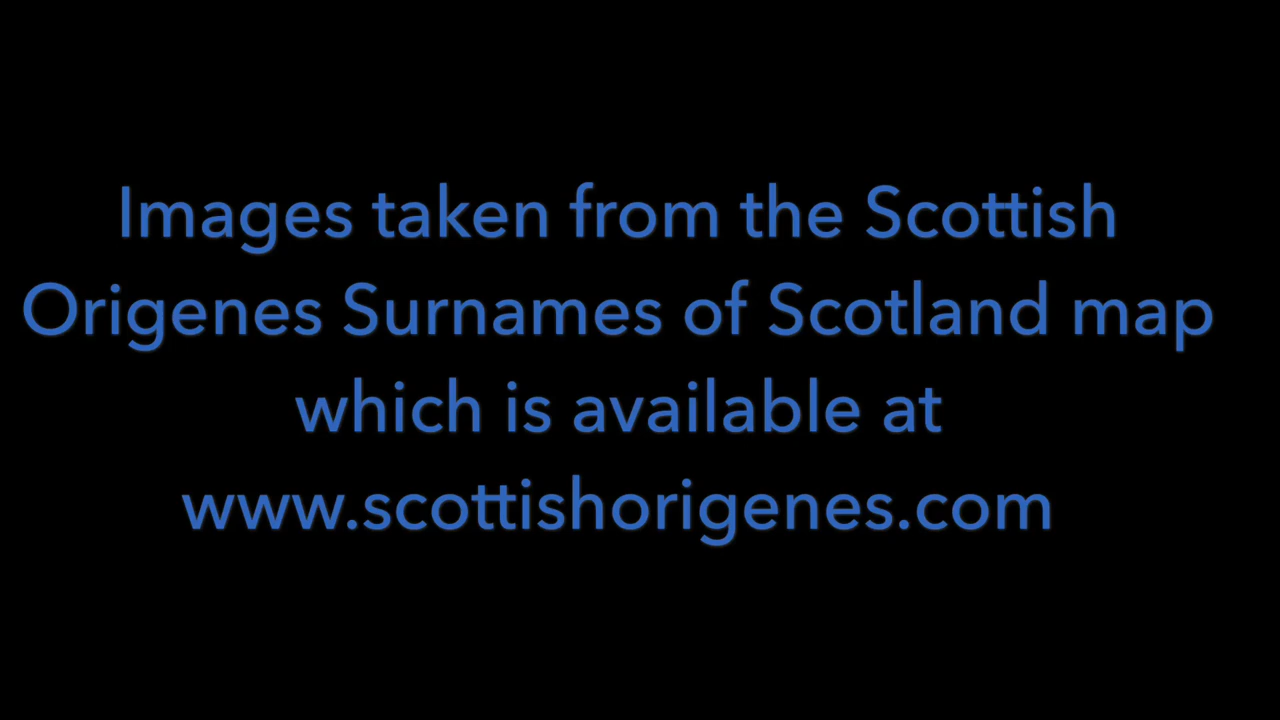 Images taken from the Scottish
Origenes Surnames of Scotland map
which is available at
www.scottishorigenes.com